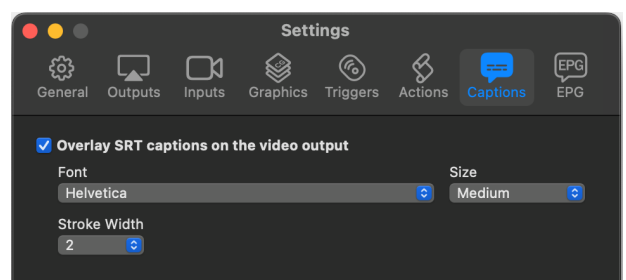 Settings
EPG
General Outputs Inputs Graphics Triggers Actions Captions EPG
Overlay SRT captions on the video output
Font Size
Helvetica Medium
Stroke Width
2